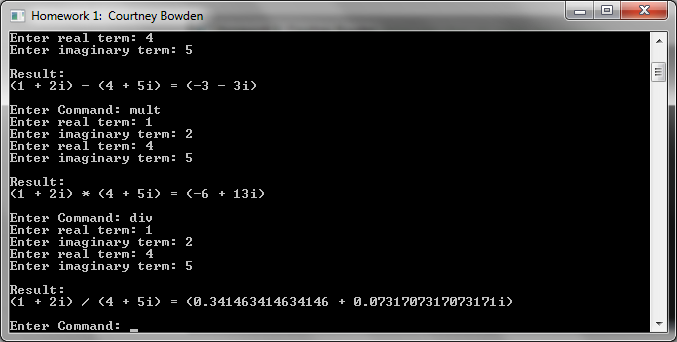 Homework 1:  Courtney Bowden
Enter real term: 4
Enter imaginary term: 5
Result:
(1 + 2i) - (4 + 5i) = (-3 - 3i)
Enter Command: mult
Enter real term: 1
Enter imaginary term: 2
Enter real term: 4
Enter imaginary term: 5
Result:
(1 + 2i) * (4 + 5i) = (-6 + 13i)
Enter Command: div
Enter real term: 1
Enter imaginary term: 2
Enter real term: 4
Enter imaginary term: 5
Result:
(1 + 2i) / (4 + 5i) = (0.341463414634146 + 0.0731707317073171i)
Enter Command: _